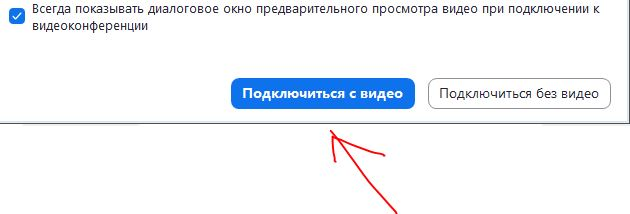 Всегда показывать диалоговое окно предварительного просмотра видео при подключении к
видеоконференции
Подключиться с видео
Подключиться без видео